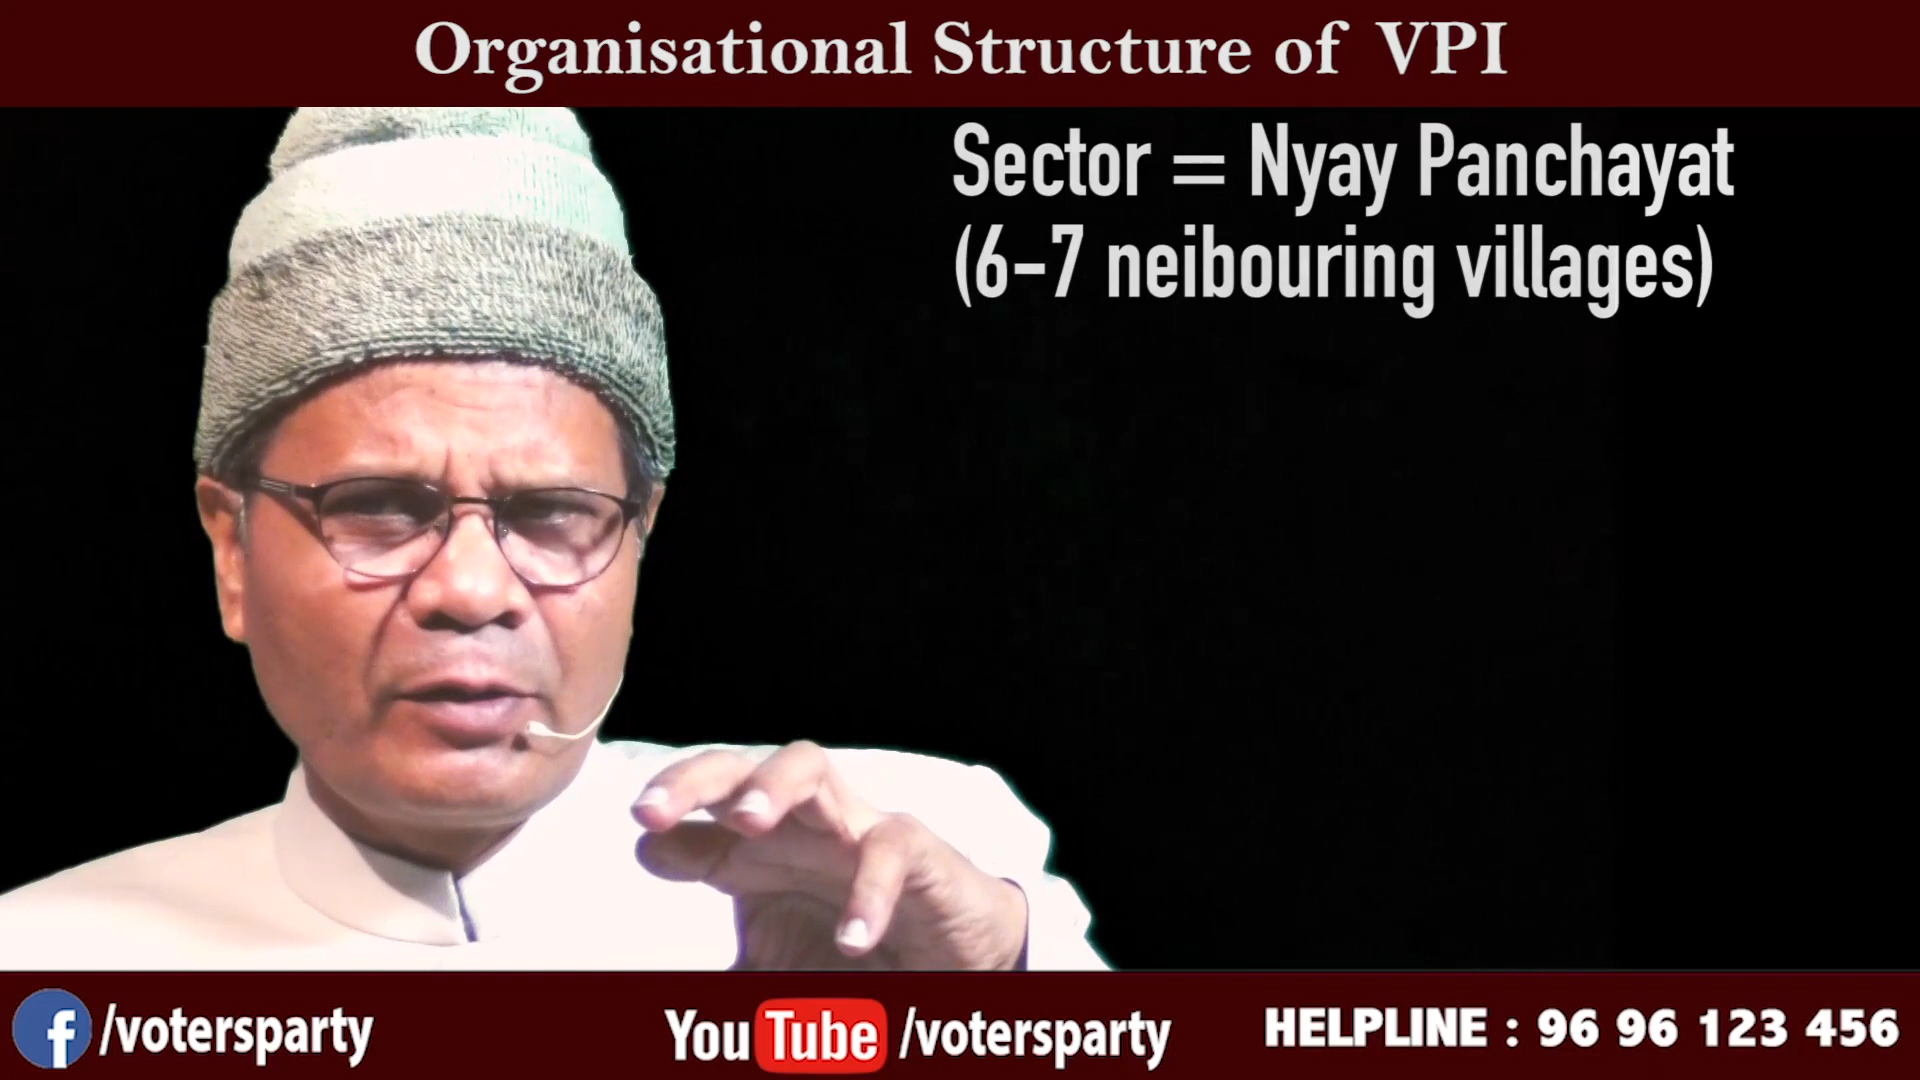 Organisational Structure of VPI
Sector = Nyay Panchayat
(6-7 neibouring villages)
f /votersparty
YouTube /votersparty
HELPLINE : 96 96 123 456